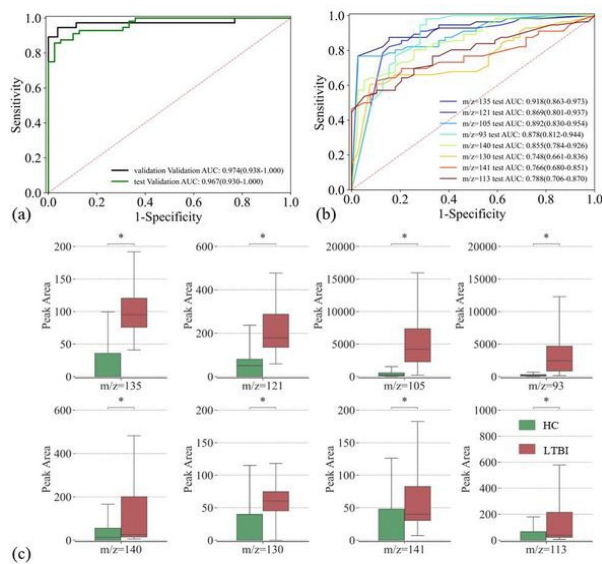 1.0
0.8
0.6
0.4
0.2
0.0
Sensitivity
validation Validation AUC: 0.974(0.938-1.000)
test Validation AUC: 0.967(0.930-1.000)
0.0 0.2 0.4 0.6 0.8 1.0
(a) 1-Specificity
1.0
0.8
0.6
0.4
0.2
0.0
Sensitivity
m/z=135 test AUC: 0.918(0.863-0.973)
m/z=121 test AUC: 0.869(0.801-0.937)
m/z=105 test AUC: 0.892(0.830-0.954)
m/z=93 test AUC: 0.878(0.812-0.944)
m/z=140 test AUC: 0.855(0.784-0.926)
m/z=130 test AUC: 0.748(0.661-0.836)
m/z=141 test AUC: 0.766(0.680-0.851)
m/z=113 test AUC: 0.788(0.706-0.870)
0.0 0.2 0.4 0.6 0.8 1.0
(b) 1-Specificity
200
150
100
50
0
Peak Area
*
m/z=135
600
400
200
0
Peak Area
*
m/z=121
20000
15000
10000
5000
0
Peak Area
*
m/z=105
20000
15000
10000
5000
0
Peak Area
*
m/z=93
600
400
200
0
Peak Area
*
m/z=140
200
150
100
50
0
Peak Area
*
m/z=130
200
150
100
50
0
Peak Area
*
m/z=141
1000
800
600
400
200
0
Peak Area
*
HC
LTBI
m/z=113
(c)